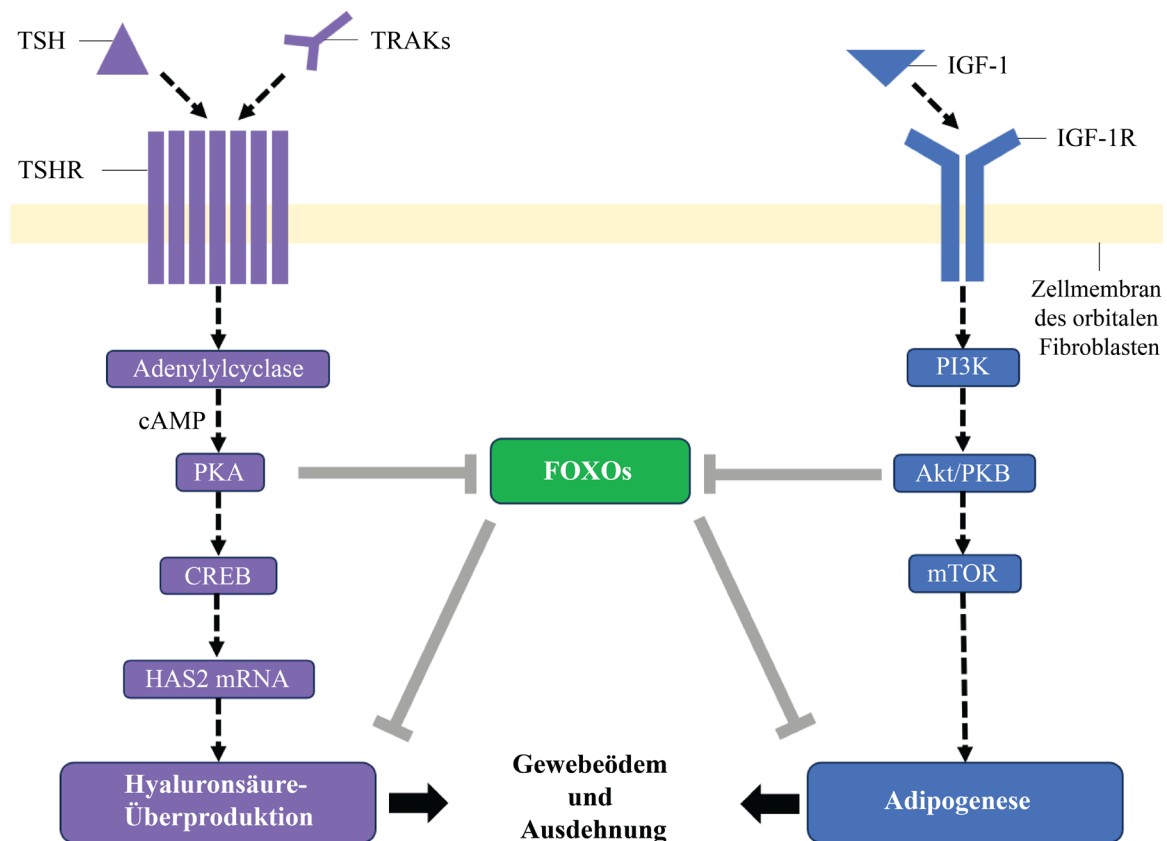 TSH
TRAKs
IGF-1
IGF-1R
TSHR
Zellmembran
des orbitalen
Fibroblasten
Adenylylcyclase
PI3K
cAMP
PKA
FOXOs
Akt/PKB
CREB
mTOR
HAS2 mRNA
Hyaluronsäure-
Überproduktion
Gewebeödem
und
Ausdehnung
Adipogenese